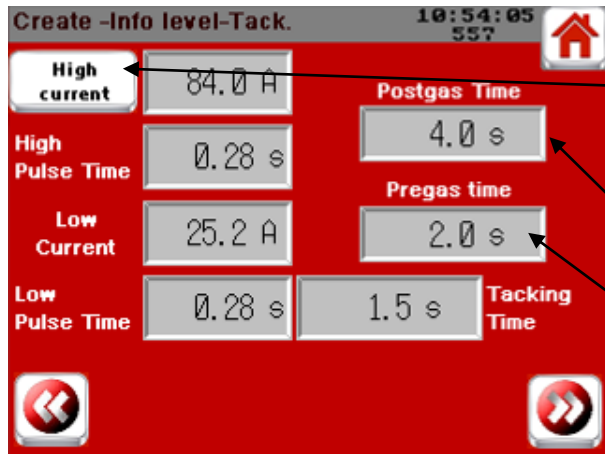 Create -Info level-Tack.
10:54:05
557
High
current
84.0 A
Postgas Time
4.0 s
High
Pulse Time
0.28 s
Pregas time
2.0 s
Low
Current
25.2 A
Low
Pulse Time
0.28 s
1.5 s
Tacking
Time